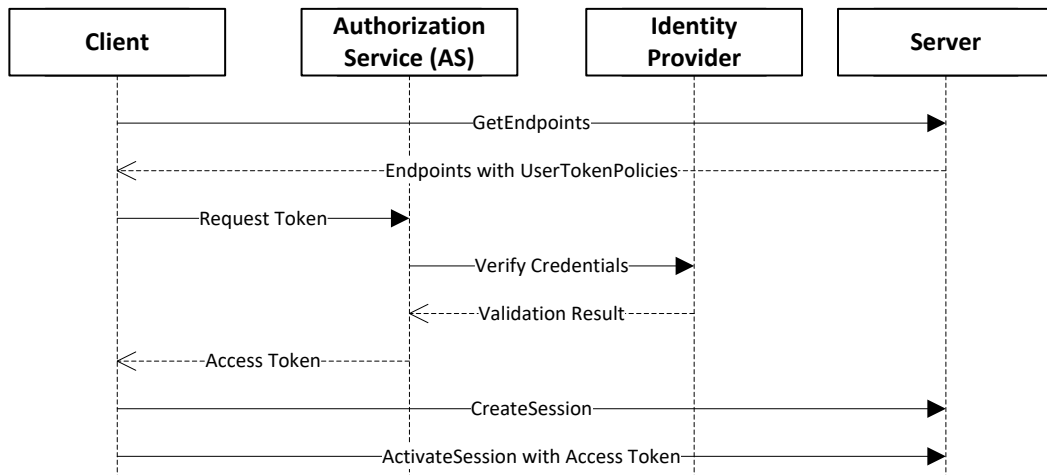 Client
Authorization
Service (AS)
Identity
Provider
Server
GetEndpoints
Endpoints with UserTokenPolicies
Request Token
Verify Credentials
Validation Result
Access Token
CreateSession
ActivateSession with Access Token